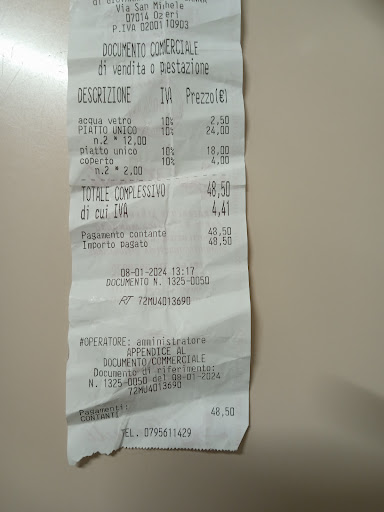 Via San Michele
07014 Ozeri
P.IVA 0200110903
DOCUMENTO COMMERCIALE
di vendita o prestazione
DESCRIZIONE IVA Prezzo(€)
acqua vetro 10% 2,50
PIATTO UNICO 10% 24,00
n.2 * 12,00
piatto unico 10% 18,00
coperto 10% 4,00
n.2 * 2,00
TOTALE COMPLESSIVO 48,50
di cui IVA 4,41
Pagamento contante 48,50
Importo pagato 48,50
08-01-2024 13:17
DOCUMENTO N. 1325-0050
RT 72MU4013690
#OPERATORE: amministratore
APPENDICE AL
DOCUMENTO COMMERCIALE
Documento di riferimento:
N. 1325-0050 del 08-01-2024
72MU4013690
Pagamenti:
CONTANTI 48,50
TEL. 0795611429